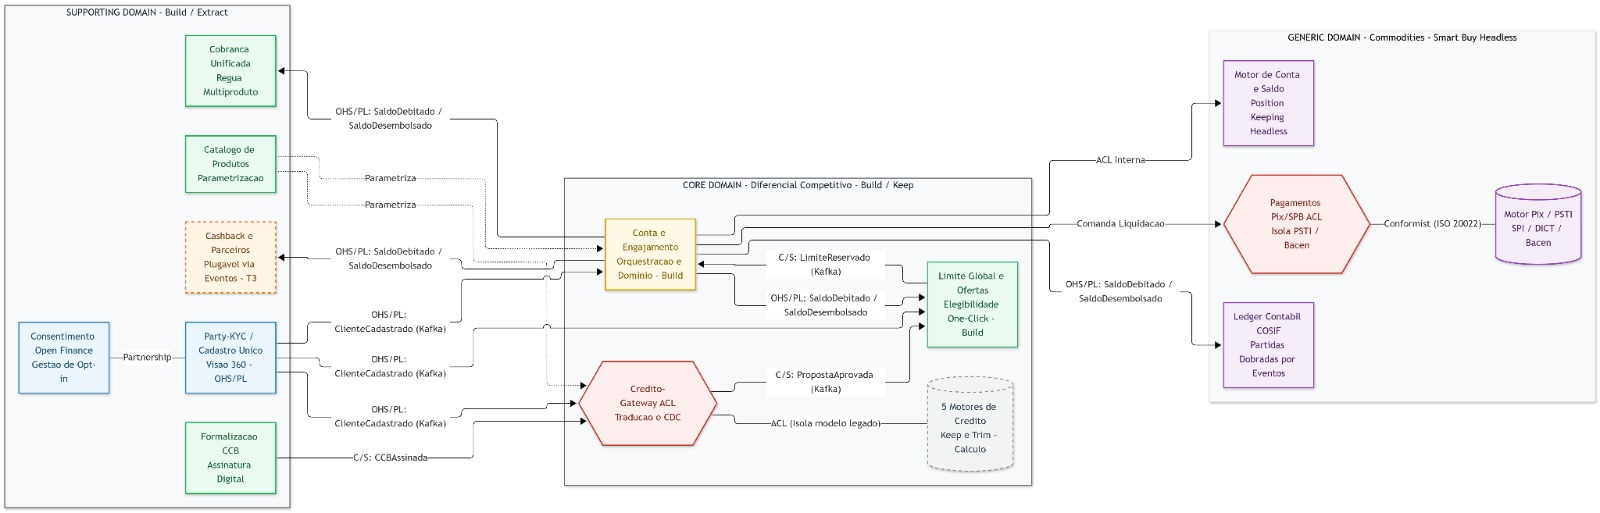 SUPPORTING DOMAIN - Build / Extract
Cobranca
Unificada
Regua
Multiproduto
Catalogo de
Produtos
Parametrizacao
Cashback e
Parceiros
Plugavel via
Eventos - T3
Consentimento
Open Finance
Gestao de Opt-
in
Partnership
Party-KYC /
Cadastro Unico
Visao 360 -
OHS/PL
Formalizacao
CCB
Assinatura
Digital
OHS/PL: SaldoDebitado /
SaldoDesembolsado
Parametriza
Parametriza
OHS/PL: SaldoDebitado /
SaldoDesembolsado
OHS/PL:
ClienteCadastrado (Kafka)
OHS/PL:
ClienteCadastrado (Kafka)
OHS/PL:
ClienteCadastrado (Kafka)
C/S: CCBAssinada
CORE DOMAIN - Diferencial Competitivo - Build / Keep
Conta e
Engajamento
Orquestracao e
Dominio - Build
C/S: LimiteReservado
(Kafka)
OHS/PL: SaldoDebitado /
SaldoDesembolsado
Limite Global e
Ofertas
Elegibilidade
One-Click -
Build
Credito-
Gateway ACL
Traducao e CDC
C/S: PropostaAprovada
(Kafka)
ACL (Isola modelo legado)
5 Motores de
Credito
Keep e Trim -
Calculo
ACL Interna
Comanda Liquidacao
OHS/PL: SaldoDebitado /
SaldoDesembolsado
GENERIC DOMAIN - Commodities - Smart Buy Headless
Motor de Conta
e Saldo
Position
Keeping
Headless
Pagamentos
Pix/SPB ACL
Isola PSTI /
Bacen
Conformist (ISO 20022)
Motor Pix / PSTI
SPI / DICT /
Bacen
Ledger Contabil
COSIF
Partidas
Dobradas por
Eventos